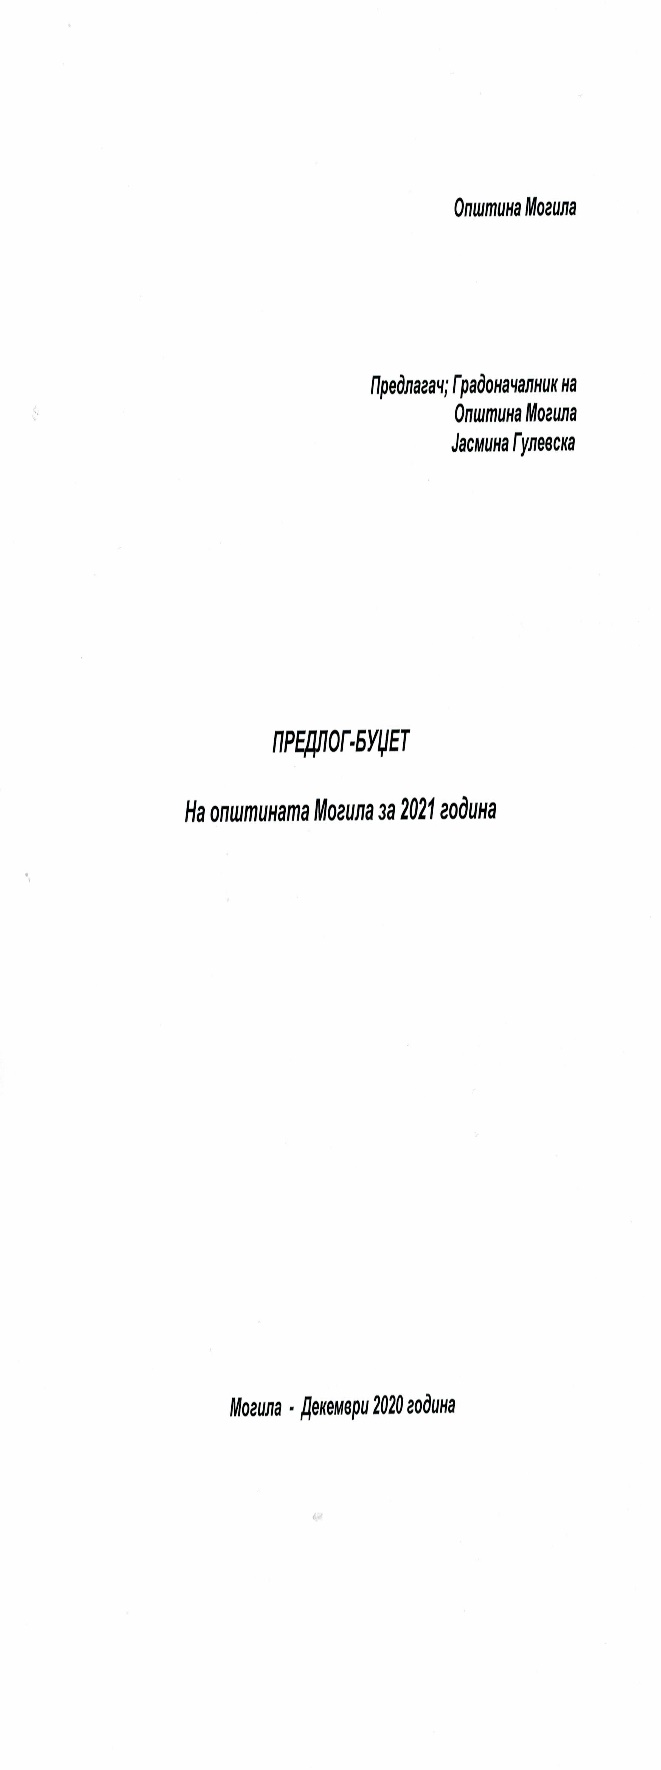 Општина Могила
Предлагач; Градоначалник на
Општина Могила
Јасмина Гулевска
ПРЕДЛОГ-БУЏЕТ
На општината Могила за 2021 година
Могила - Декември 2020 година